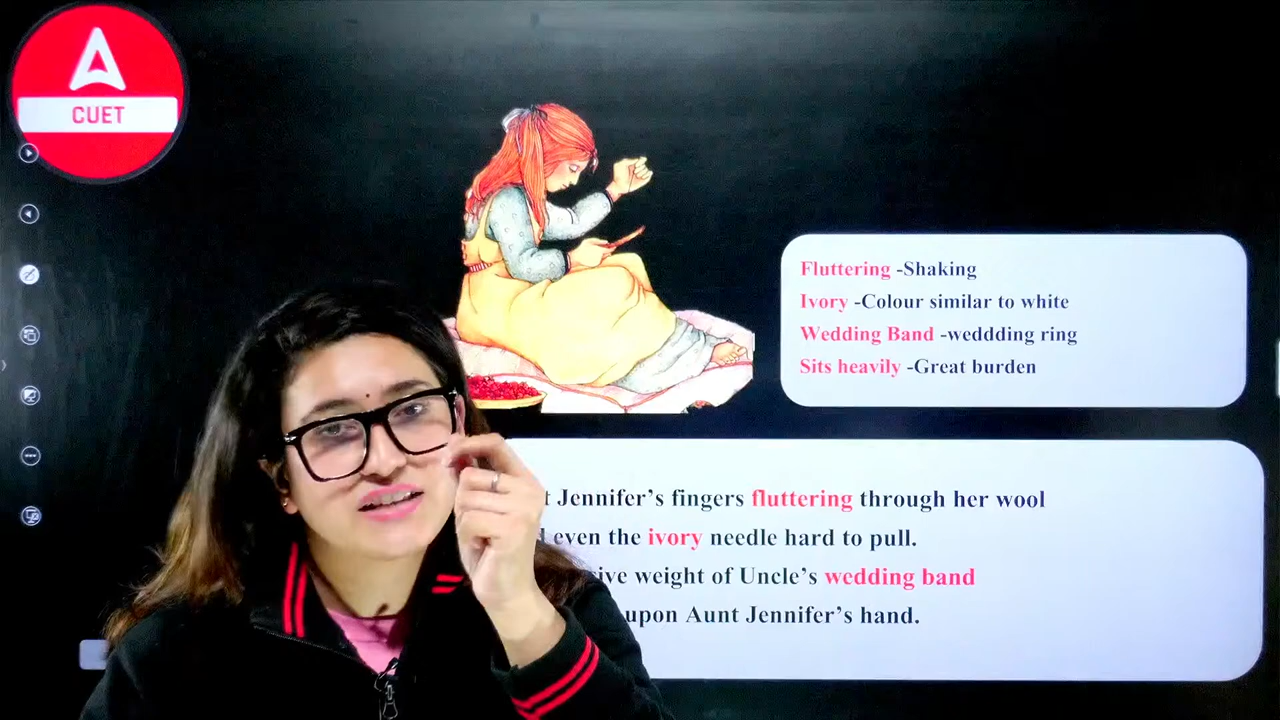 CUET
Fluttering -Shaking
Ivory -Colour similar to white
Wedding Band -weddding ring
Sits heavily -Great burden
Jennifer's fingers fluttering through her wool
even the ivory needle hard to pull.
weight of Uncle's wedding band
upon Aunt Jennifer's hand.